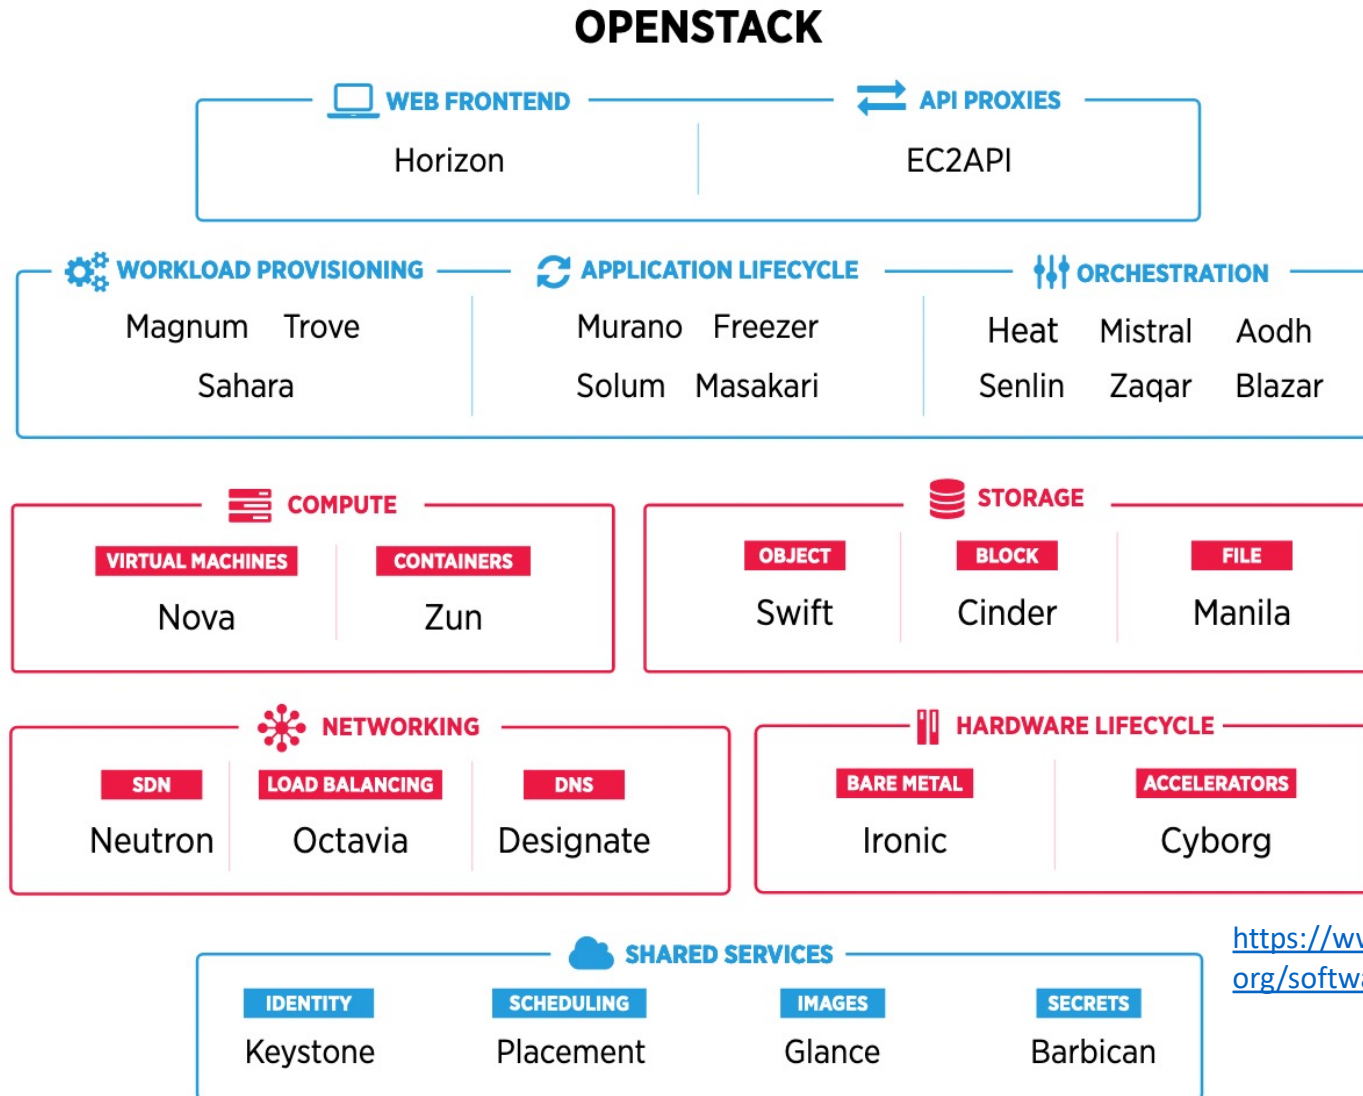 OPENSTACK
WEB FRONTEND API PROXIES
Horizon EC2API
WORKLOAD PROVISIONING APPLICATION LIFECYCLE ORCHESTRATION
Magnum Trove Murano Freezer Heat Mistral Aodh
Sahara Solum Masakari Senlin Zaqar Blazar
COMPUTE STORAGE
VIRTUAL MACHINES CONTAINERS OBJECT BLOCK FILE
Nova Zun Swift Cinder Manila
NETWORKING HARDWARE LIFECYCLE
SDN LOAD BALANCING DNS BARE METAL ACCELERATORS
Neutron Octavia Designate Ironic Cyborg
https://w
org/softw
SHARED SERVICES
IDENTITY SCHEDULING IMAGES SECRETS
Keystone Placement Glance Barbican